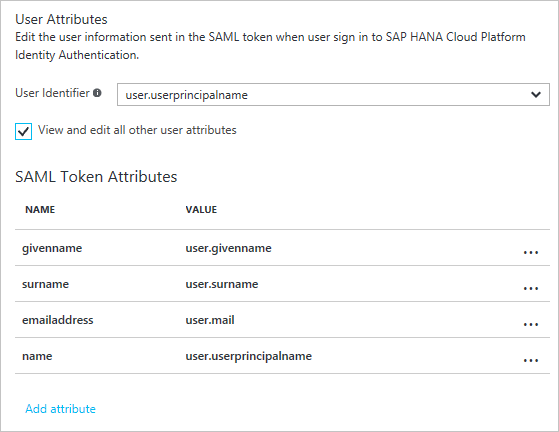 User Attributes
Edit the user information sent in the SAML token when user sign in to SAP HANA Cloud Platform
Identity Authentication.
User Identifier user.userprincipalname
View and edit all other user attributes
SAML Token Attributes
NAME VALUE
givenname user.givenname ...
surname user.surname ...
emailaddress user.mail ...
name user.userprincipalname ...
Add attribute